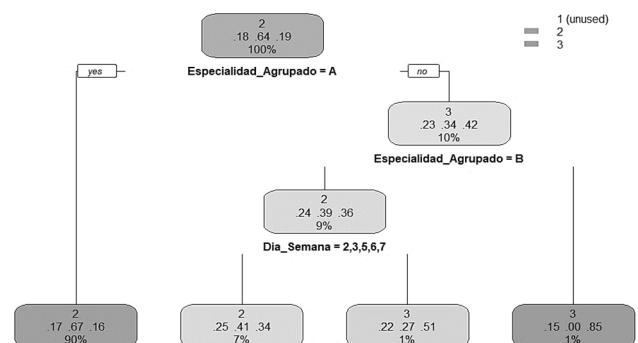 2
.18 .64 .19
100%
1 (unused)
2
3
yes
Especialidad_Agrupado = A
no
3
.23 .34 .42
10%
Especialidad_Agrupado = B
2
.24 .39 .36
9%
Dia_Semana = 2,3,5,6,7
2
.17 .67 .16
90%
2
.25 .41 .34
7%
3
.22 .27 .51
1%
3
.15 .00 .85
1%